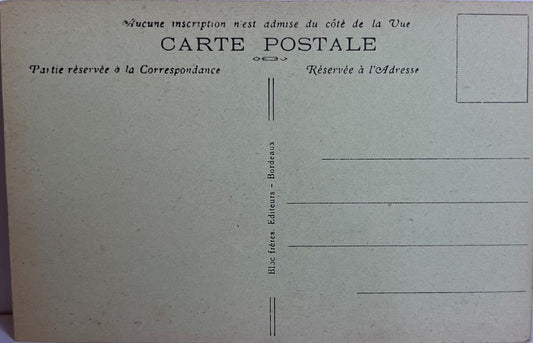 Aucune inscription n'est admise du côté de la Vue
CARTE POSTALE
Partie réservée à la Correspondance
Réservée à l'Adresse
Bloc frères, Editeurs - Bordeaux